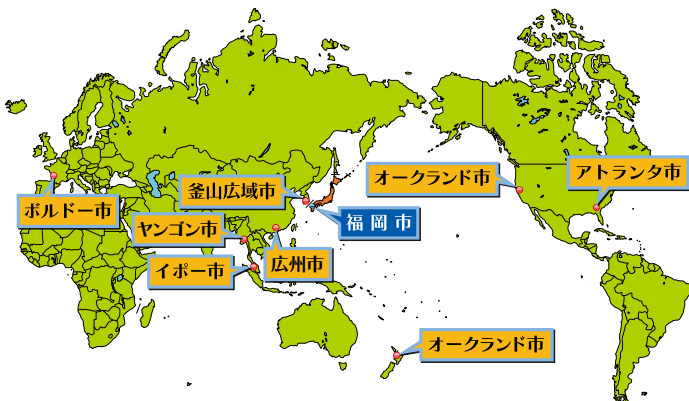 アトランタ市
オークランド市
釜山広域市
ボルドー市
福岡市
ヤンゴン市
イポー市
広州市
オークランド市